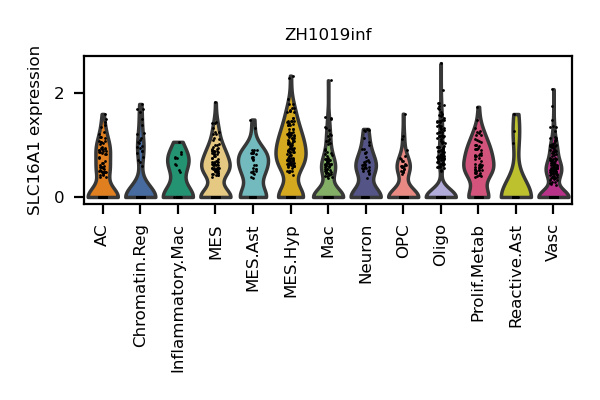 ZH1019inf
SLC16A1 expression
2
0
AC
Chromatin.Reg
Inflammatory.Mac
MES
MES.Ast
MES.Hyp
Mac
Neuron
OPC
Oligo
Prolif.Metab
Reactive.Ast
Vasc